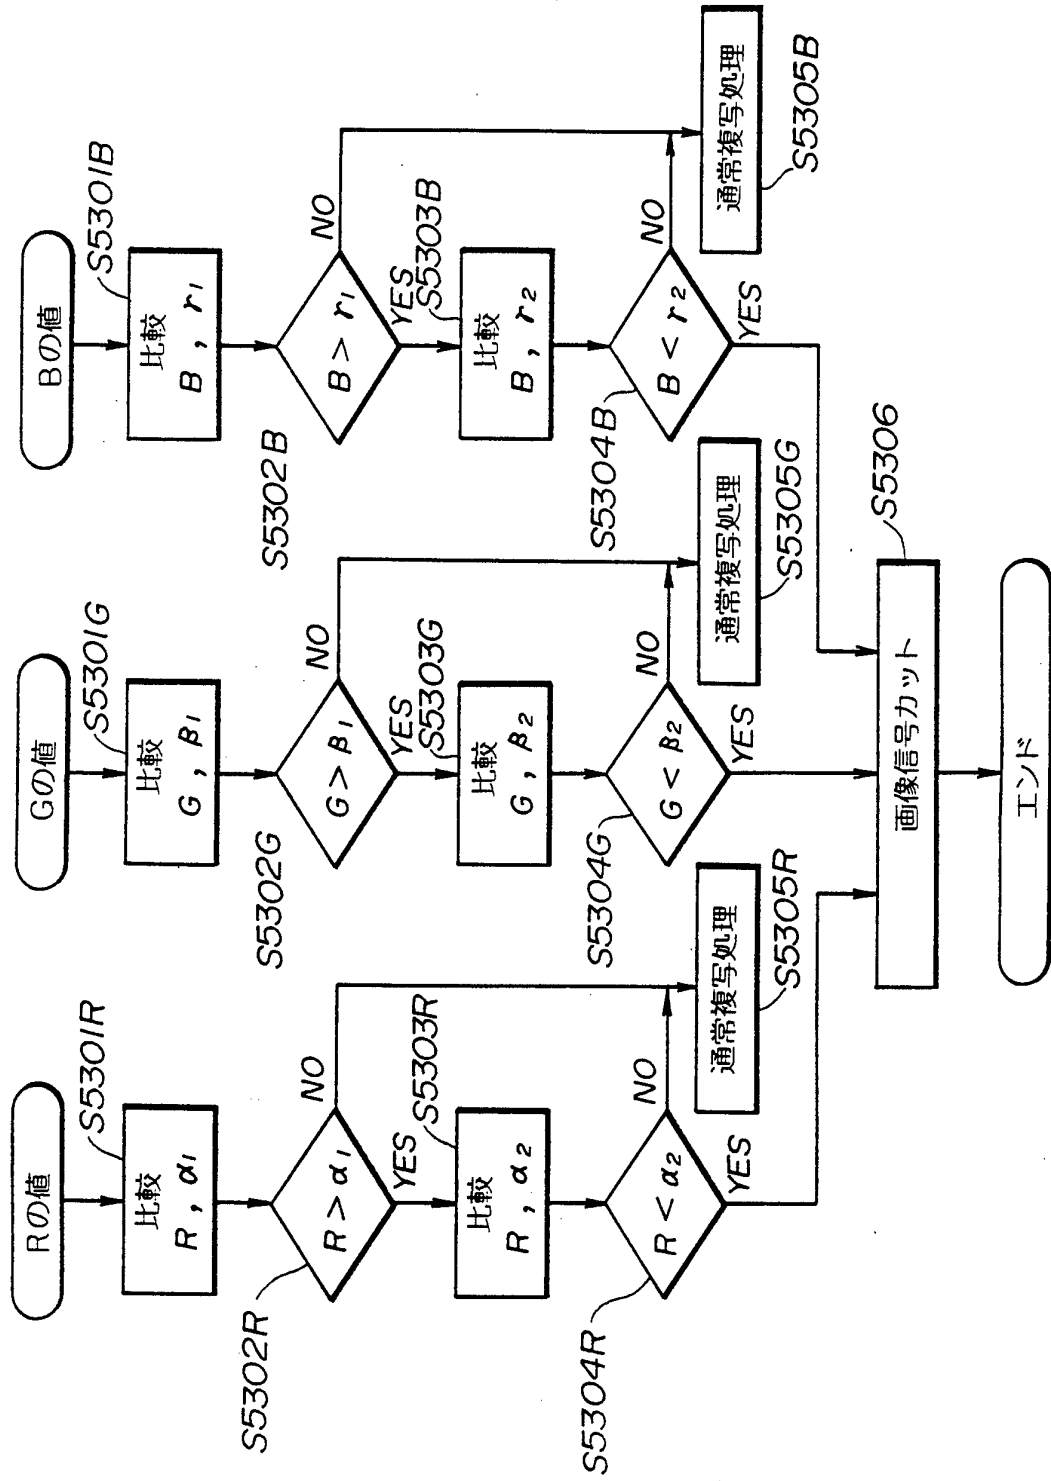 Rの値
S5301R
比較
R , α1
S5302R
R > α1
NO
YES
S5303R
比較
R , α2
S5304R
R < α2
NO
YES
通常複写処理
S5305R
Gの値
S5301G
比較
G , β1
S5302G
G > β1
NO
YES
S5303G
比較
G , β2
S5304G
G < β2
NO
YES
通常複写処理
S5305G
Bの値
S5301B
比較
B , r1
S5302B
B > r1
NO
YES
S5303B
比較
B , r2
S5304B
B < r2
NO
YES
通常複写処理
S5305B
S5306
画像信号カット
エンド